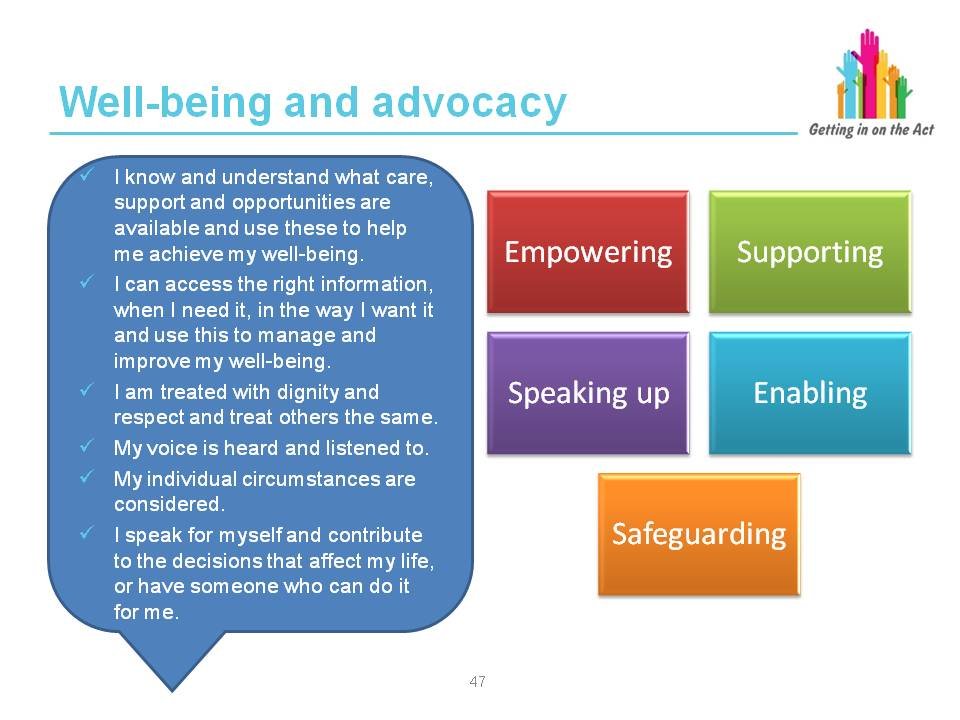 Well-being and advocacy
Getting in on the Act
✓ I know and understand what care,
support and opportunities are
available and use these to help
me achieve my well-being.
✓ I can access the right information,
when I need it, in the way I want it
and use this to manage and
improve my well-being.
✓ I am treated with dignity and
respect and treat others the same.
✓ My voice is heard and listened to.
✓ My individual circumstances are
considered.
✓ I speak for myself and contribute
to the decisions that affect my life,
or have someone who can do it
for me.
Empowering
Supporting
Speaking up
Enabling
Safeguarding
47